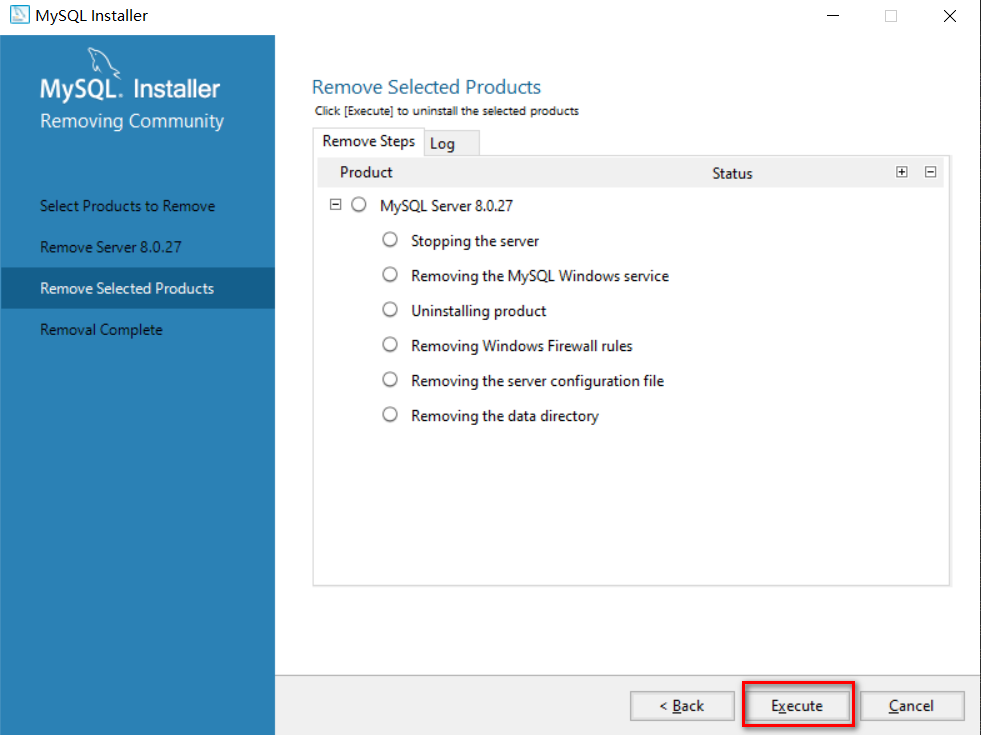 MySQL Installer
MySQL. Installer
Removing Community
Select Products to Remove
Remove Server 8.0.27
Remove Selected Products
Removal Complete
Remove Selected Products
Click [Execute] to uninstall the selected products
Remove Steps Log
Product Status
MySQL Server 8.0.27
Stopping the server
Removing the MySQL Windows service
Uninstalling product
Removing Windows Firewall rules
Removing the server configuration file
Removing the data directory
< Back Execute Cancel